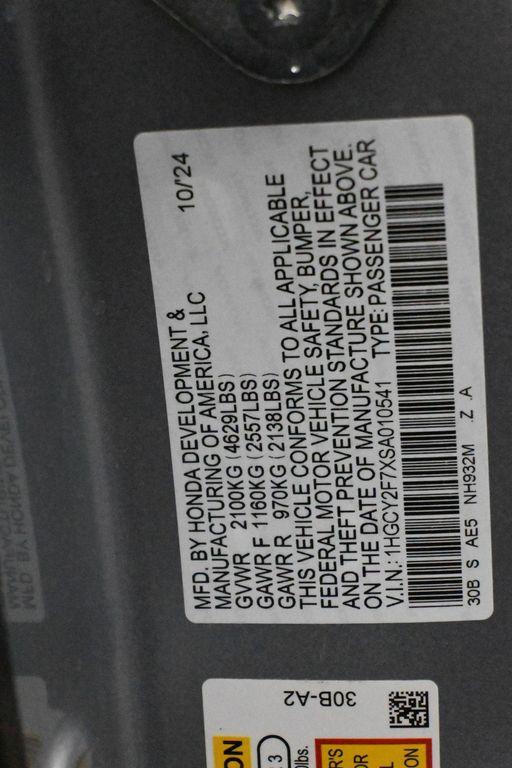 MFD. BY HONDA DEVELOPMENT &
MANUFACTURING OF AMERICA, LLC 10/'24
GVWR 2100KG (4629LBS)
GAWR F 1160KG (2557LBS)
GAWR R 970KG (2138LBS)
THIS VEHICLE CONFORMS TO ALL APPLICABLE
FEDERAL MOTOR VEHICLE SAFETY, BUMPER,
AND THEFT PREVENTION STANDARDS IN EFFECT
ON THE DATE OF MANUFACTURE SHOWN ABOVE.
V.I.N.: 1HGCY2F7XSA010541 TYPE: PASSENGER CAR
30B S AE5 NH932M .Z .A
30B-A2